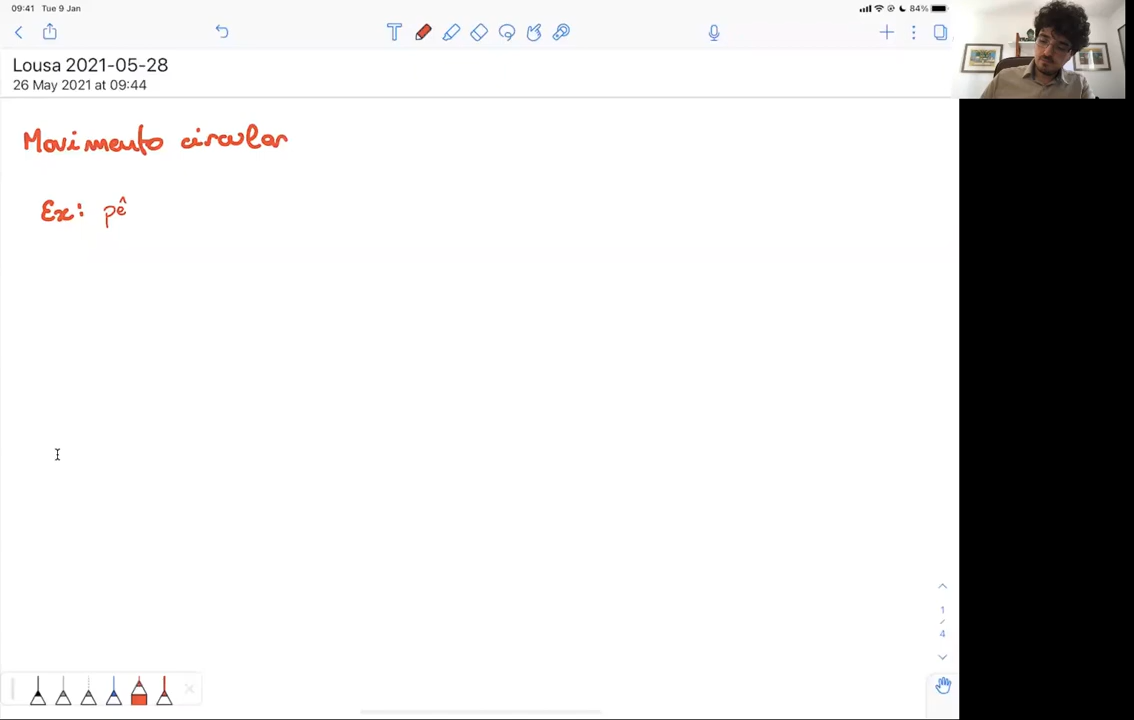 09:41 Tue 9 Jan 84%
T
Lousa 2021-05-28
26 May 2021 at 09:44
Movimento circular
Ex: pê
1
/
4